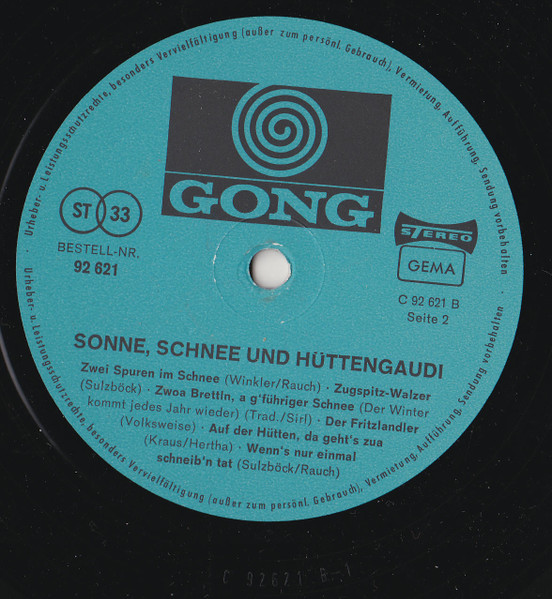 Urheber- u. Leistungsschutzrechte, besonders Vervielfältigung (außer zum persönl. Gebrauch), Vermietung, Aufführung, Sendung vorbehalten ·
GONG
ST 33
STEREO
BESTELL-NR.
92 621
GEMA
C 92 621 B
Seite 2
SONNE, SCHNEE UND HÜTTENGAUDI
Zwei Spuren im Schnee (Winkler/Rauch) · Zugspitz-Walzer
(Sulzböck) · Zwoa Brettln, a g'führiger Schnee (Der Winter
kommt jedes Jahr wieder) (Trad./Sirl) · Der Fritzlandler
(Volksweise) · Auf der Hütten, da geht's zua
(Kraus/Hertha) · Wenn's nur einmal
schneib'n tat (Sulzböck/Rauch)
Urheber- u. Leistungsschutzrechte, besonders Vervielfältigung (außer zum persönl. Gebrauch), Vermietung, Aufführung, Sendung vorbehalten ·
C 92621 B 1